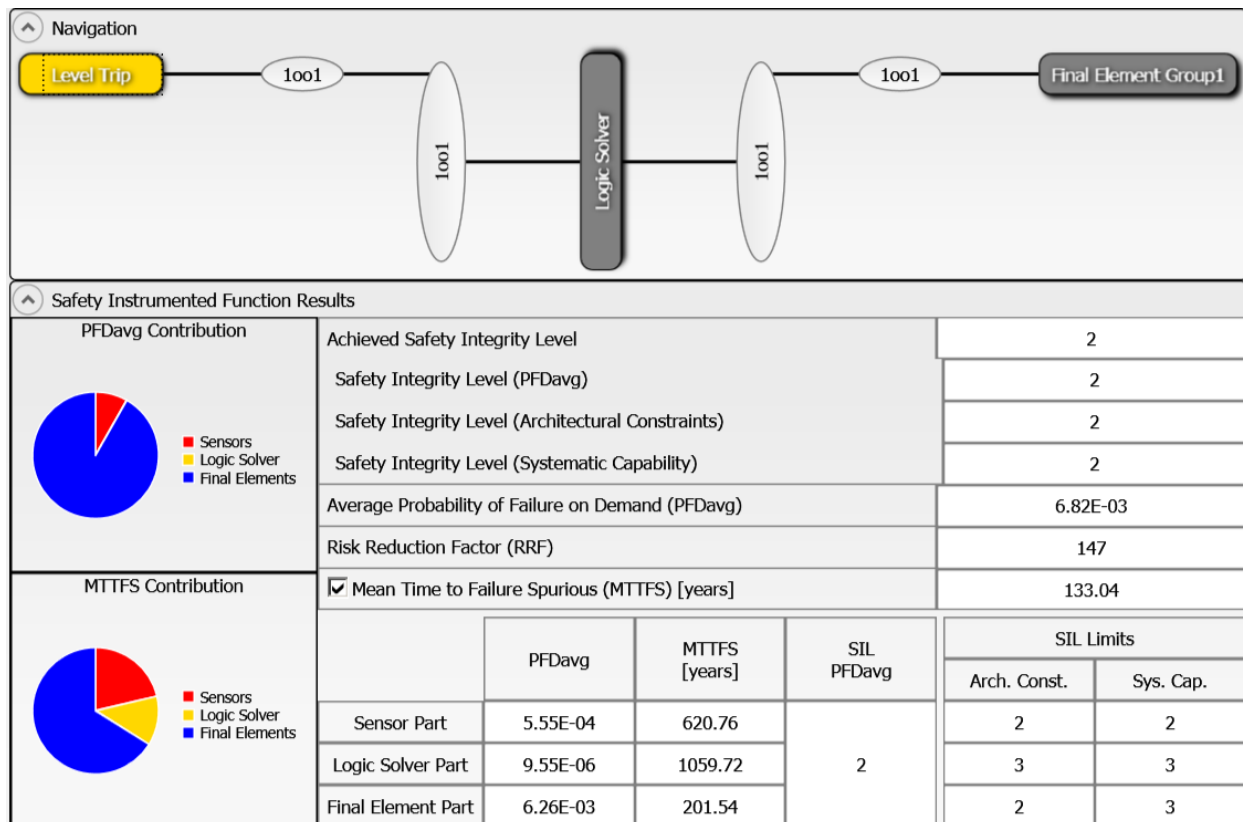 Navigation
Level Trip
1oo1
1oo1
Logic Solver
1oo1
1oo1
Final Element Group1
Safety Instrumented Function Results
PFDavg Contribution
Sensors
Logic Solver
Final Elements
MTTFS Contribution
Sensors
Logic Solver
Final Elements
Achieved Safety Integrity Level 2
Safety Integrity Level (PFDavg) 2
Safety Integrity Level (Architectural Constraints) 2
Safety Integrity Level (Systematic Capability) 2
Average Probability of Failure on Demand (PFDavg) 6.82E-03
Risk Reduction Factor (RRF) 147
Mean Time to Failure Spurious (MTTFS) [years] 133.04
PFDavg
MTTFS
[years]
SIL
PFDavg
SIL Limits
Arch. Const. Sys. Cap.
Sensor Part 5.55E-04 620.76 2 2
Logic Solver Part 9.55E-06 1059.72 2 3 3
Final Element Part 6.26E-03 201.54 2 3